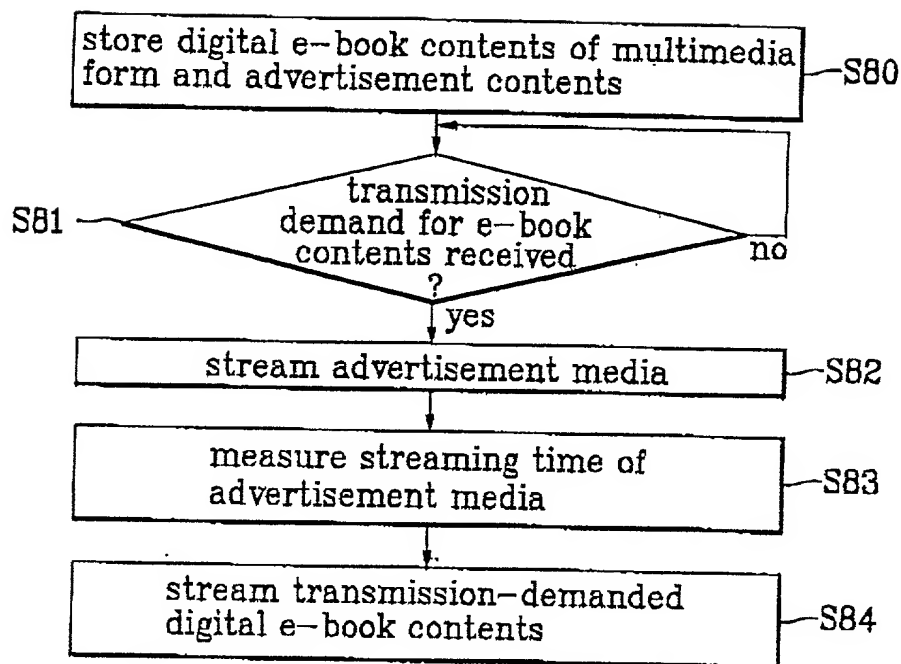 store digital e-book contents of multimedia
form and advertisement contents
S80
transmission
demand for e-book
contents received
?
S81
no
yes
stream advertisement media
S82
measure streaming time of
advertisement media
S83
stream transmission-demanded
digital e-book contents
S84